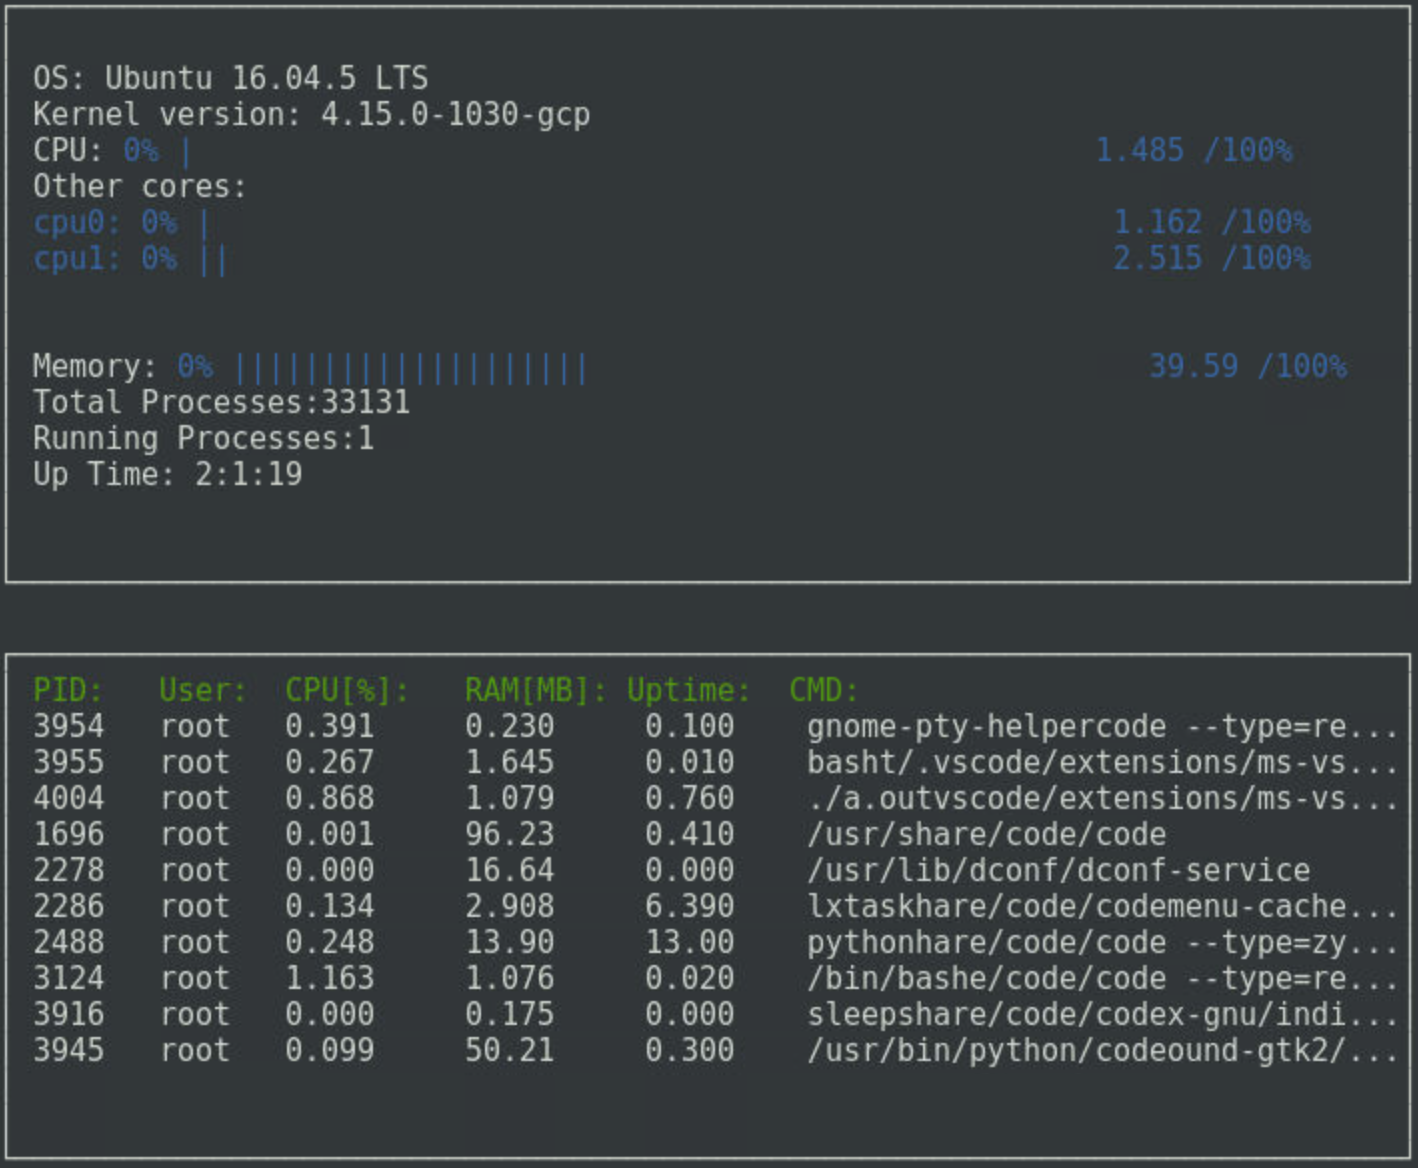 OS: Ubuntu 16.04.5 LTS
Kernel version: 4.15.0-1030-gcp
CPU: 0% | 1.485 /100%
Other cores:
cpu0: 0% | 1.162 /100%
cpu1: 0% || 2.515 /100%
Memory: 0% |||||||||||||||||||| 39.59 /100%
Total Processes:33131
Running Processes:1
Up Time: 2:1:19
PID: User: CPU[%]: RAM[MB]: Uptime: CMD:
3954 root 0.391 0.230 0.100 gnome-pty-helpercode --type=re...
3955 root 0.267 1.645 0.010 basht/.vscode/extensions/ms-vs...
4004 root 0.868 1.079 0.760 ./a.outvscode/extensions/ms-vs...
1696 root 0.001 96.23 0.410 /usr/share/code/code
2278 root 0.000 16.64 0.000 /usr/lib/dconf/dconf-service
2286 root 0.134 2.908 6.390 lxtaskhare/code/codemenu-cache...
2488 root 0.248 13.90 13.00 pythonhare/code/code --type=zy...
3124 root 1.163 1.076 0.020 /bin/bashe/code/code --type=re...
3916 root 0.000 0.175 0.000 sleepshare/code/codex-gnu/indi...
3945 root 0.099 50.21 0.300 /usr/bin/python/codeound-gtk2/...